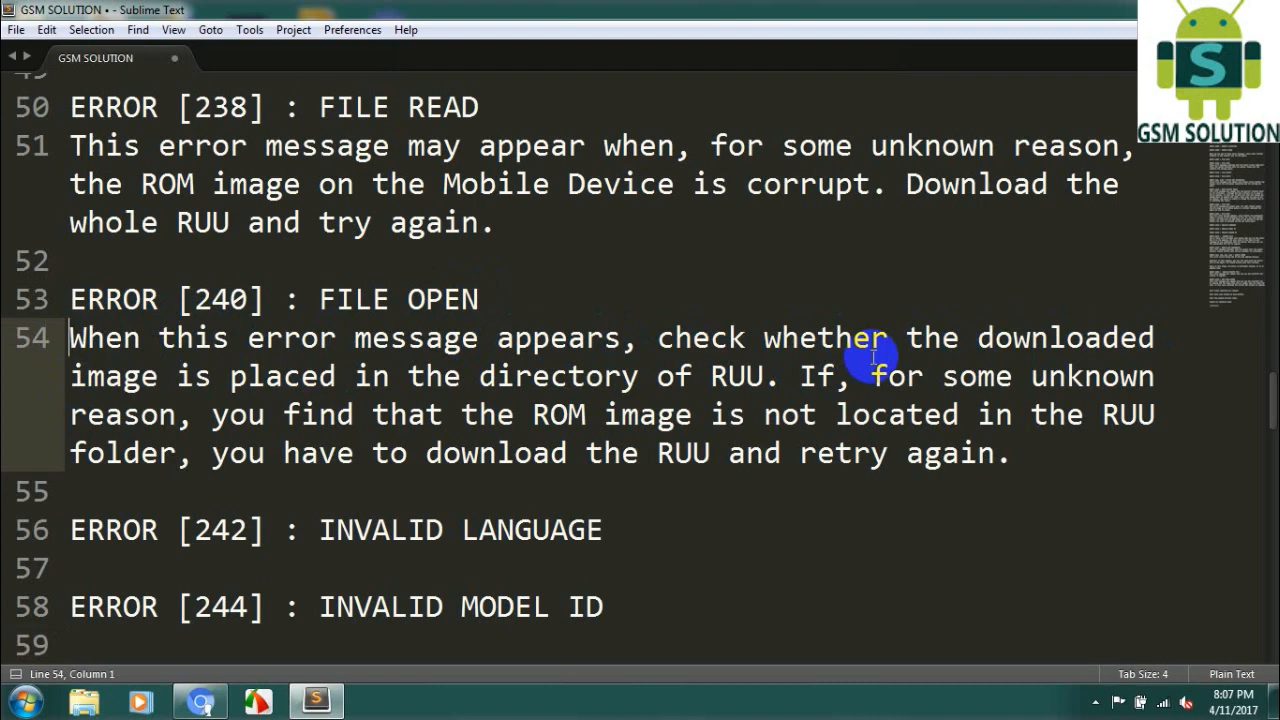 GSM SOLUTION • - Sublime Text
File Edit Selection Find View Goto Tools Project Preferences Help
GSM SOLUTION
S
GSM SOLUTION
50 ERROR [238] : FILE READ
51 This error message may appear when, for some unknown reason,
the ROM image on the Mobile Device is corrupt. Download the
whole RUU and try again.
52
53 ERROR [240] : FILE OPEN
54 When this error message appears, check whether the downloaded
image is placed in the directory of RUU. If, for some unknown
reason, you find that the ROM image is not located in the RUU
folder, you have to download the RUU and retry again.
55
56 ERROR [242] : INVALID LANGUAGE
57
58 ERROR [244] : INVALID MODEL ID
59
Line 54, Column 1 Tab Size: 4 Plain Text
8:07 PM
4/11/2017